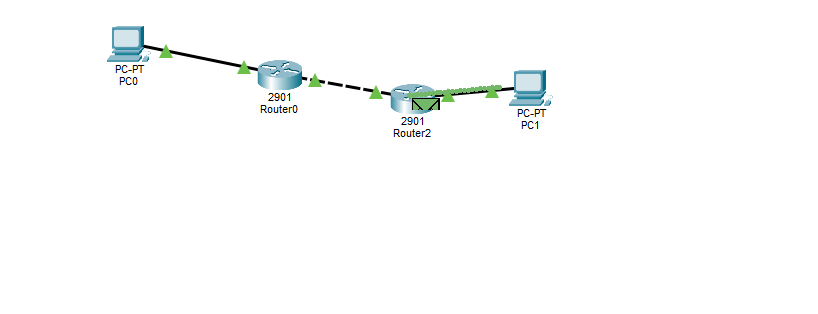 PC-PT
PC0
2901
Router0
2901
Router2
PC-PT
PC1